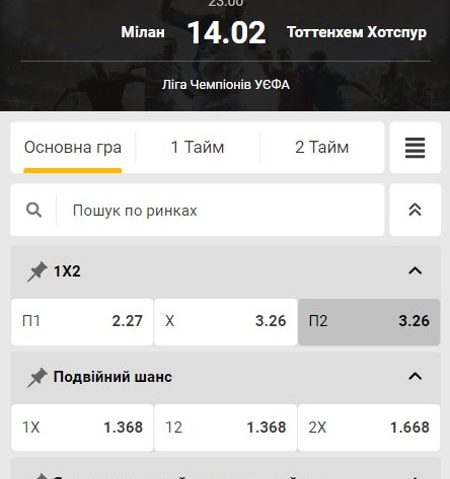 23.00
Мілан 14.02 Тоттенхем Хотспур
Ліга Чемпіонів УЄФА
Основна гра 1 Тайм 2 Тайм
Пошук по ринках
1X2
П1 2.27 X 3.26 П2 3.26
Подвійний шанс
1X 1.368 12 1.368 2X 1.668